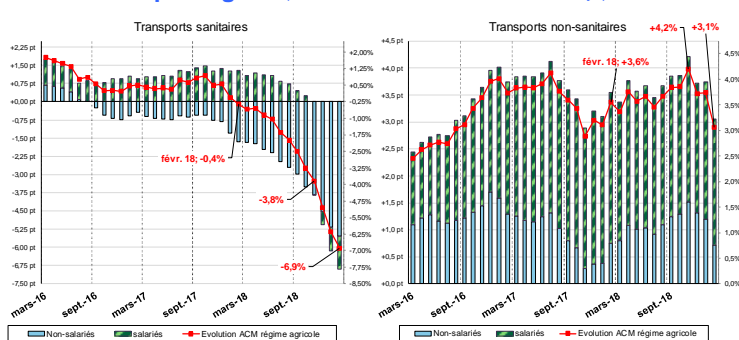 Transports sanitaires
+2,25 pt
+1,50 pt
+0,75 pt
+0,00 pt
-0,75 pt
-1,50 pt
-2,25 pt
-3,00 pt
-3,75 pt
-4,50 pt
-5,25 pt
-6,00 pt
-6,75 pt
-7,50 pt
+2,00%
+1,25%
+0,50%
-0,25%
-1,00%
-1,75%
-2,50%
-3,25%
-4,00%
-4,75%
-5,50%
-6,25%
-7,00%
-7,75%
-8,50%
févr. 18; -0,4%
-3,8%
-6,9%
mars-16
sept.-16
mars-17
sept.-17
mars-18
sept.-18
Non-salariés
salariés
Evolution ACM régime agricole
Transports non-sanitaires
+4,5 pt
+4,0 pt
+3,5 pt
+3,0 pt
+2,5 pt
+2,0 pt
+1,5 pt
+1,0 pt
+0,5 pt
+0,0 pt
4,5%
4,0%
3,5%
3,0%
2,5%
2,0%
1,5%
1,0%
0,5%
0,0%
févr. 18; +3,6%
+4,2%
+3,1%
mars-16
sept.-16
mars-17
sept.-17
mars-18
sept.-18
Non-salariés
salariés
Evolution ACM régime agricole